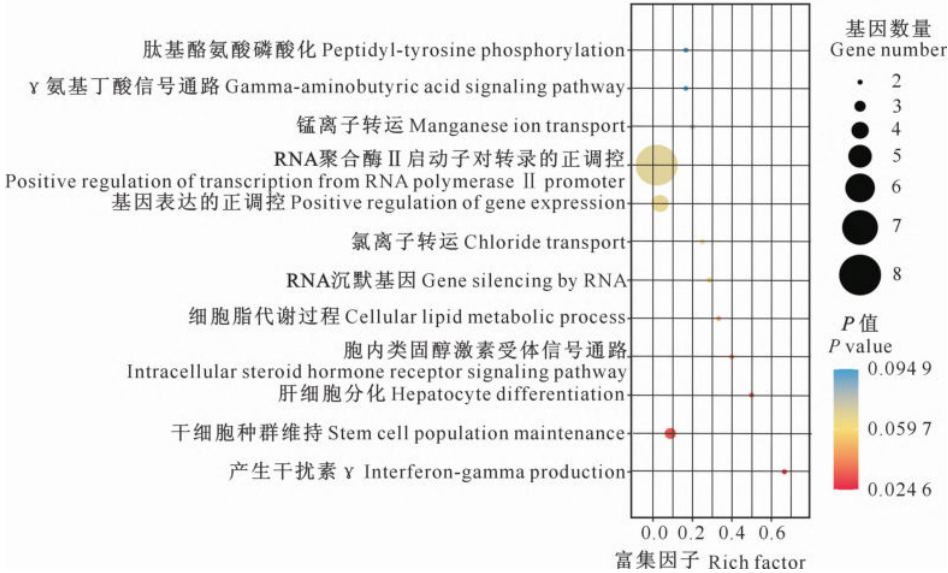 肽基酪氨酸磷酸化 Peptidyl-tyrosine phosphorylation
ɣ 氨基丁酸信号通路 Gamma-aminobutyric acid signaling pathway
锰离子转运 Manganese ion transport
RNA聚合酶Ⅱ启动子对转录的正调控
Positive regulation of transcription from RNA polymerase Ⅱ promoter
基因表达的正调控 Positive regulation of gene expression
氯离子转运 Chloride transport
RNA沉默基因 Gene silencing by RNA
细胞脂代谢过程 Cellular lipid metabolic process
胞内类固醇激素受体信号通路
Intracellular steroid hormone receptor signaling pathway
肝细胞分化 Hepatocyte differentiation
干细胞种群维持 Stem cell population maintenance
产生干扰素 ɣ Interferon-gamma production
0.0 0.2 0.4 0.6
富集因子 Rich factor
基因数量
Gene number
2
3
4
5
6
7
8
P 值
P value
0.094 9
0.059 7
0.024 6